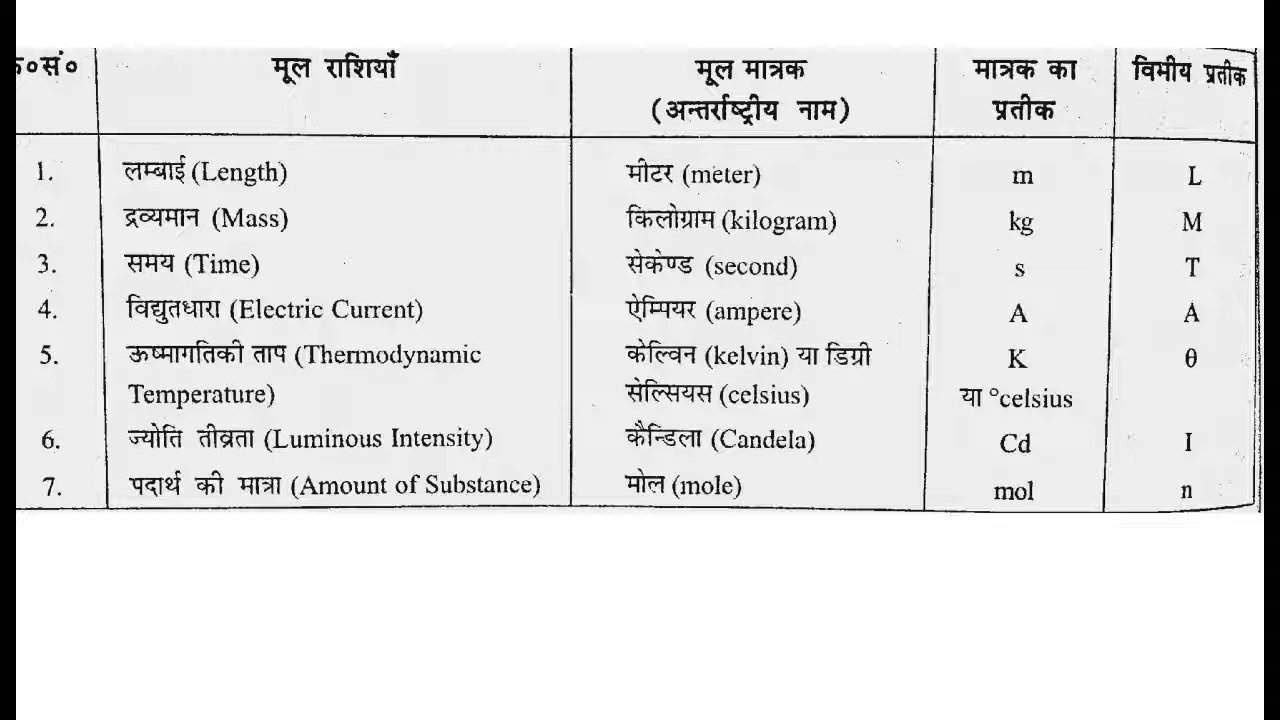 क०सं० मूल राशियाँ मूल मात्रक मात्रक का विमीय प्रतीक
(अन्तर्राष्ट्रीय नाम) प्रतीक
1. लम्बाई (Length) मीटर (meter) m L
2. द्रव्यमान (Mass) किलोग्राम (kilogram) kg M
3. समय (Time) सेकेण्ड (second) s T
4. विद्युतधारा (Electric Current) ऐम्पियर (ampere) A A
5. ऊष्मागतिकी ताप (Thermodynamic केल्विन (kelvin) या डिग्री K θ
Temperature) सेल्सियस (celsius) या °celsius
6. ज्योति तीव्रता (Luminous Intensity) कैन्डिला (Candela) Cd I
7. पदार्थ की मात्रा (Amount of Substance) मोल (mole) mol n